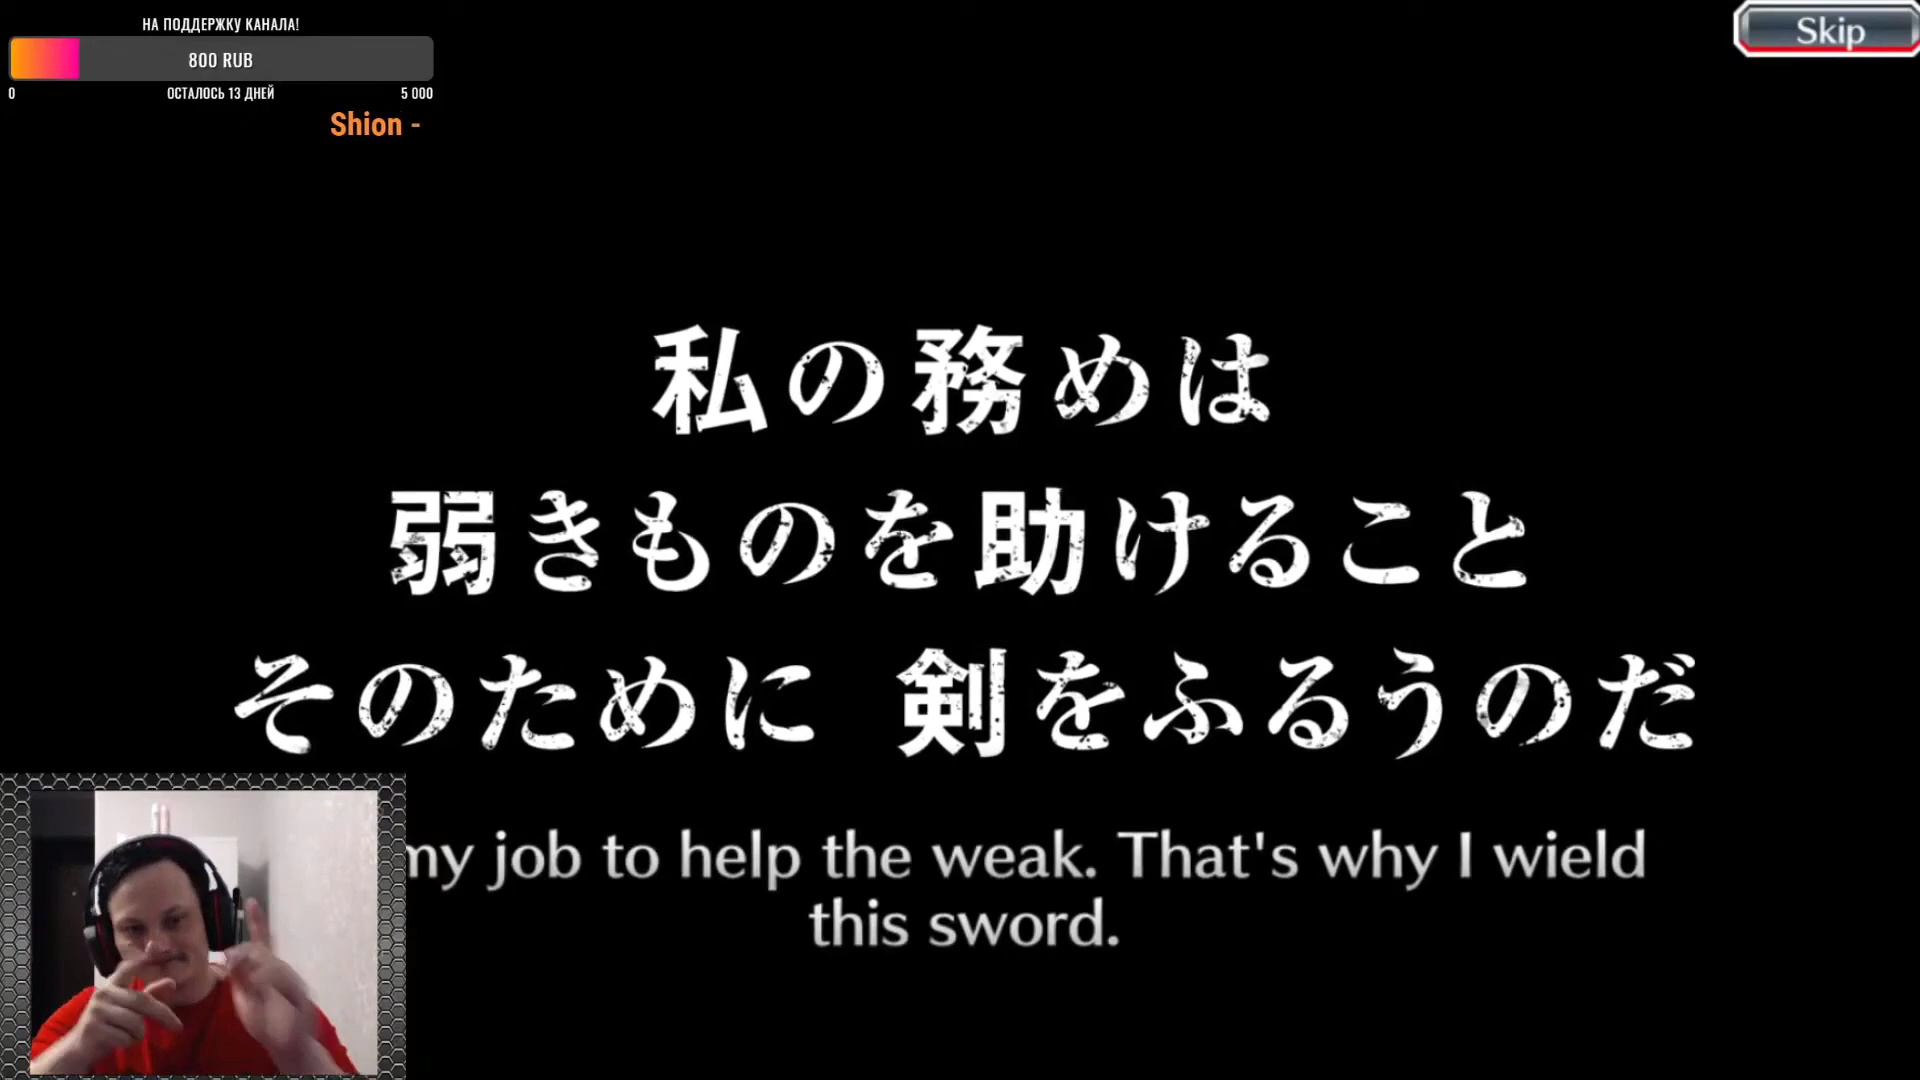 НА ПОДДЕРЖКУ КАНАЛА!
800 RUB
0 ОСТАЛОСЬ 13 ДНЕЙ 5 000
Shion -
Skip
私の務めは
弱きものを助けること
そのために 剣をふるうのだ
my job to help the weak. That's why I wield
this sword.